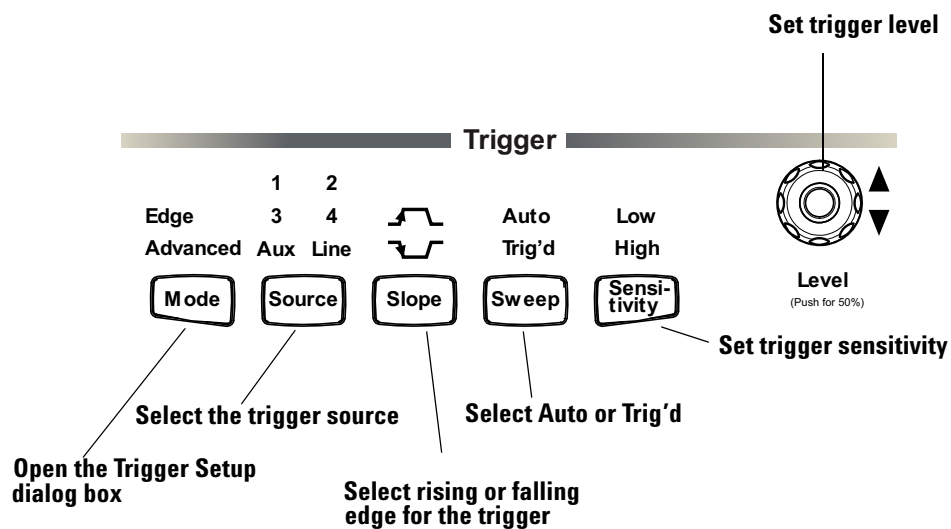 Set trigger level
Trigger
1 2
Edge 3 4 Auto Low
Advanced Aux Line Trig'd High
Level
(Push for 50%)
Mode Source Slope Sweep Sensi-
tivity
Set trigger sensitivity
Select the trigger source
Select Auto or Trig'd
Open the Trigger Setup
dialog box
Select rising or falling
edge for the trigger